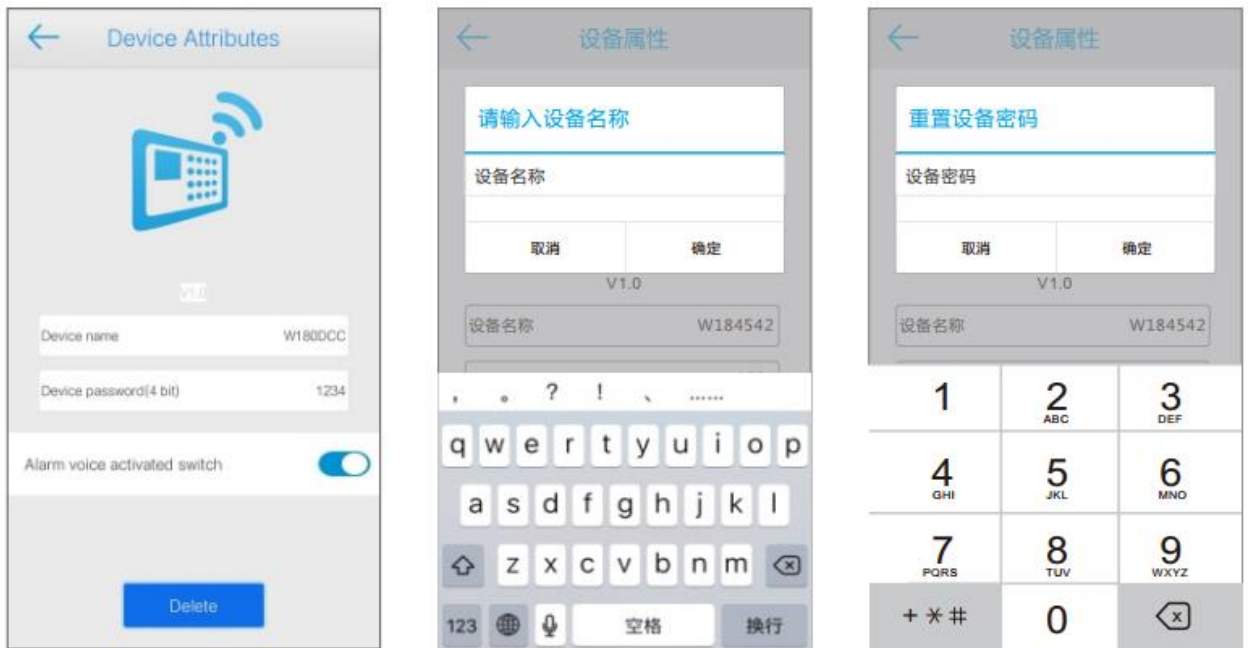 Device Attributes
V1.0
Device name W180DCC
Device password(4 bit) 1234
Alarm voice activated switch
Delete
设备属性
请输入设备名称
设备名称
取消 确定
V1.0
设备名称 W184542
， 。 ? ! 、 ……
q w e r t y u i o p
a s d f g h j k l
z x c v b n m
123 空格 换行
设备属性
重置设备密码
设备密码
取消 确定
V1.0
设备名称 W184542
1 2 3
ABC DEF
4 5 6
GHI JKL MNO
7 8 9
PQRS TUV WXYZ
+ * # 0